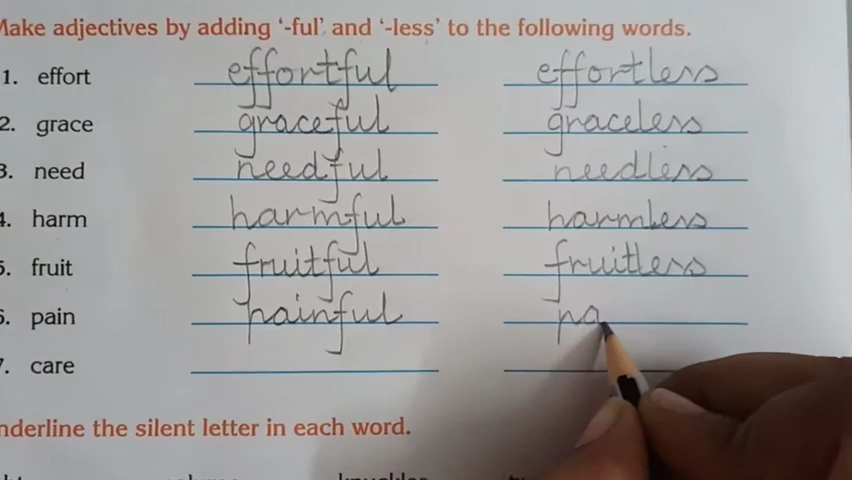 Make adjectives by adding '-ful' and '-less' to the following words.
1. effort effortful effortless
2. grace graceful graceless
3. need needful needless
4. harm harmful harmless
5. fruit fruitful fruitless
6. pain painful pa
7. care
nderline the silent letter in each word.
knuckles